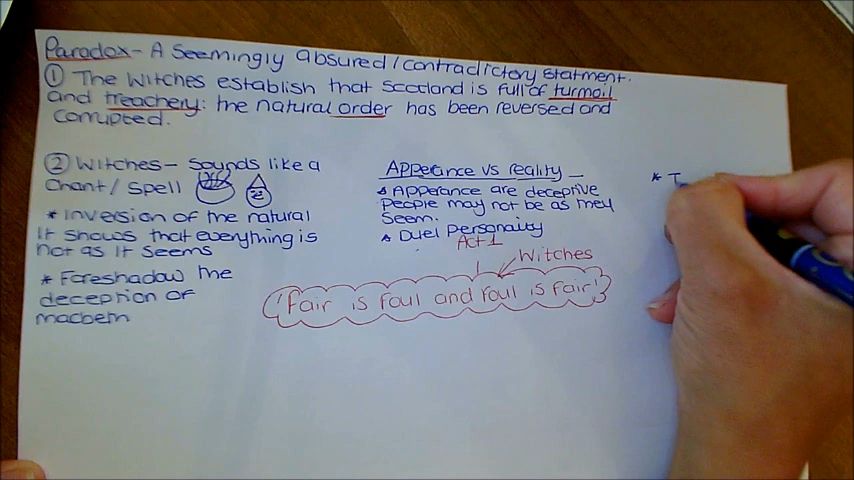 Paradox - A Seemingly absured / contradictory statment.
① The witches establish that Scotland is full of turmoil
and treachery: the natural order has been reversed and
corrupted.
② Witches - Sounds like a
chant / spell
* Inversion of the natural
It shows that everything is
not as it seems
* Foreshadow the
deception of
macbeth
Apperance vs reality -
* Apperance are deceptive
People may not be as they
seem.
* Duel personality
Act 1
Witches
'Fair is foul and foul is fair'
* T